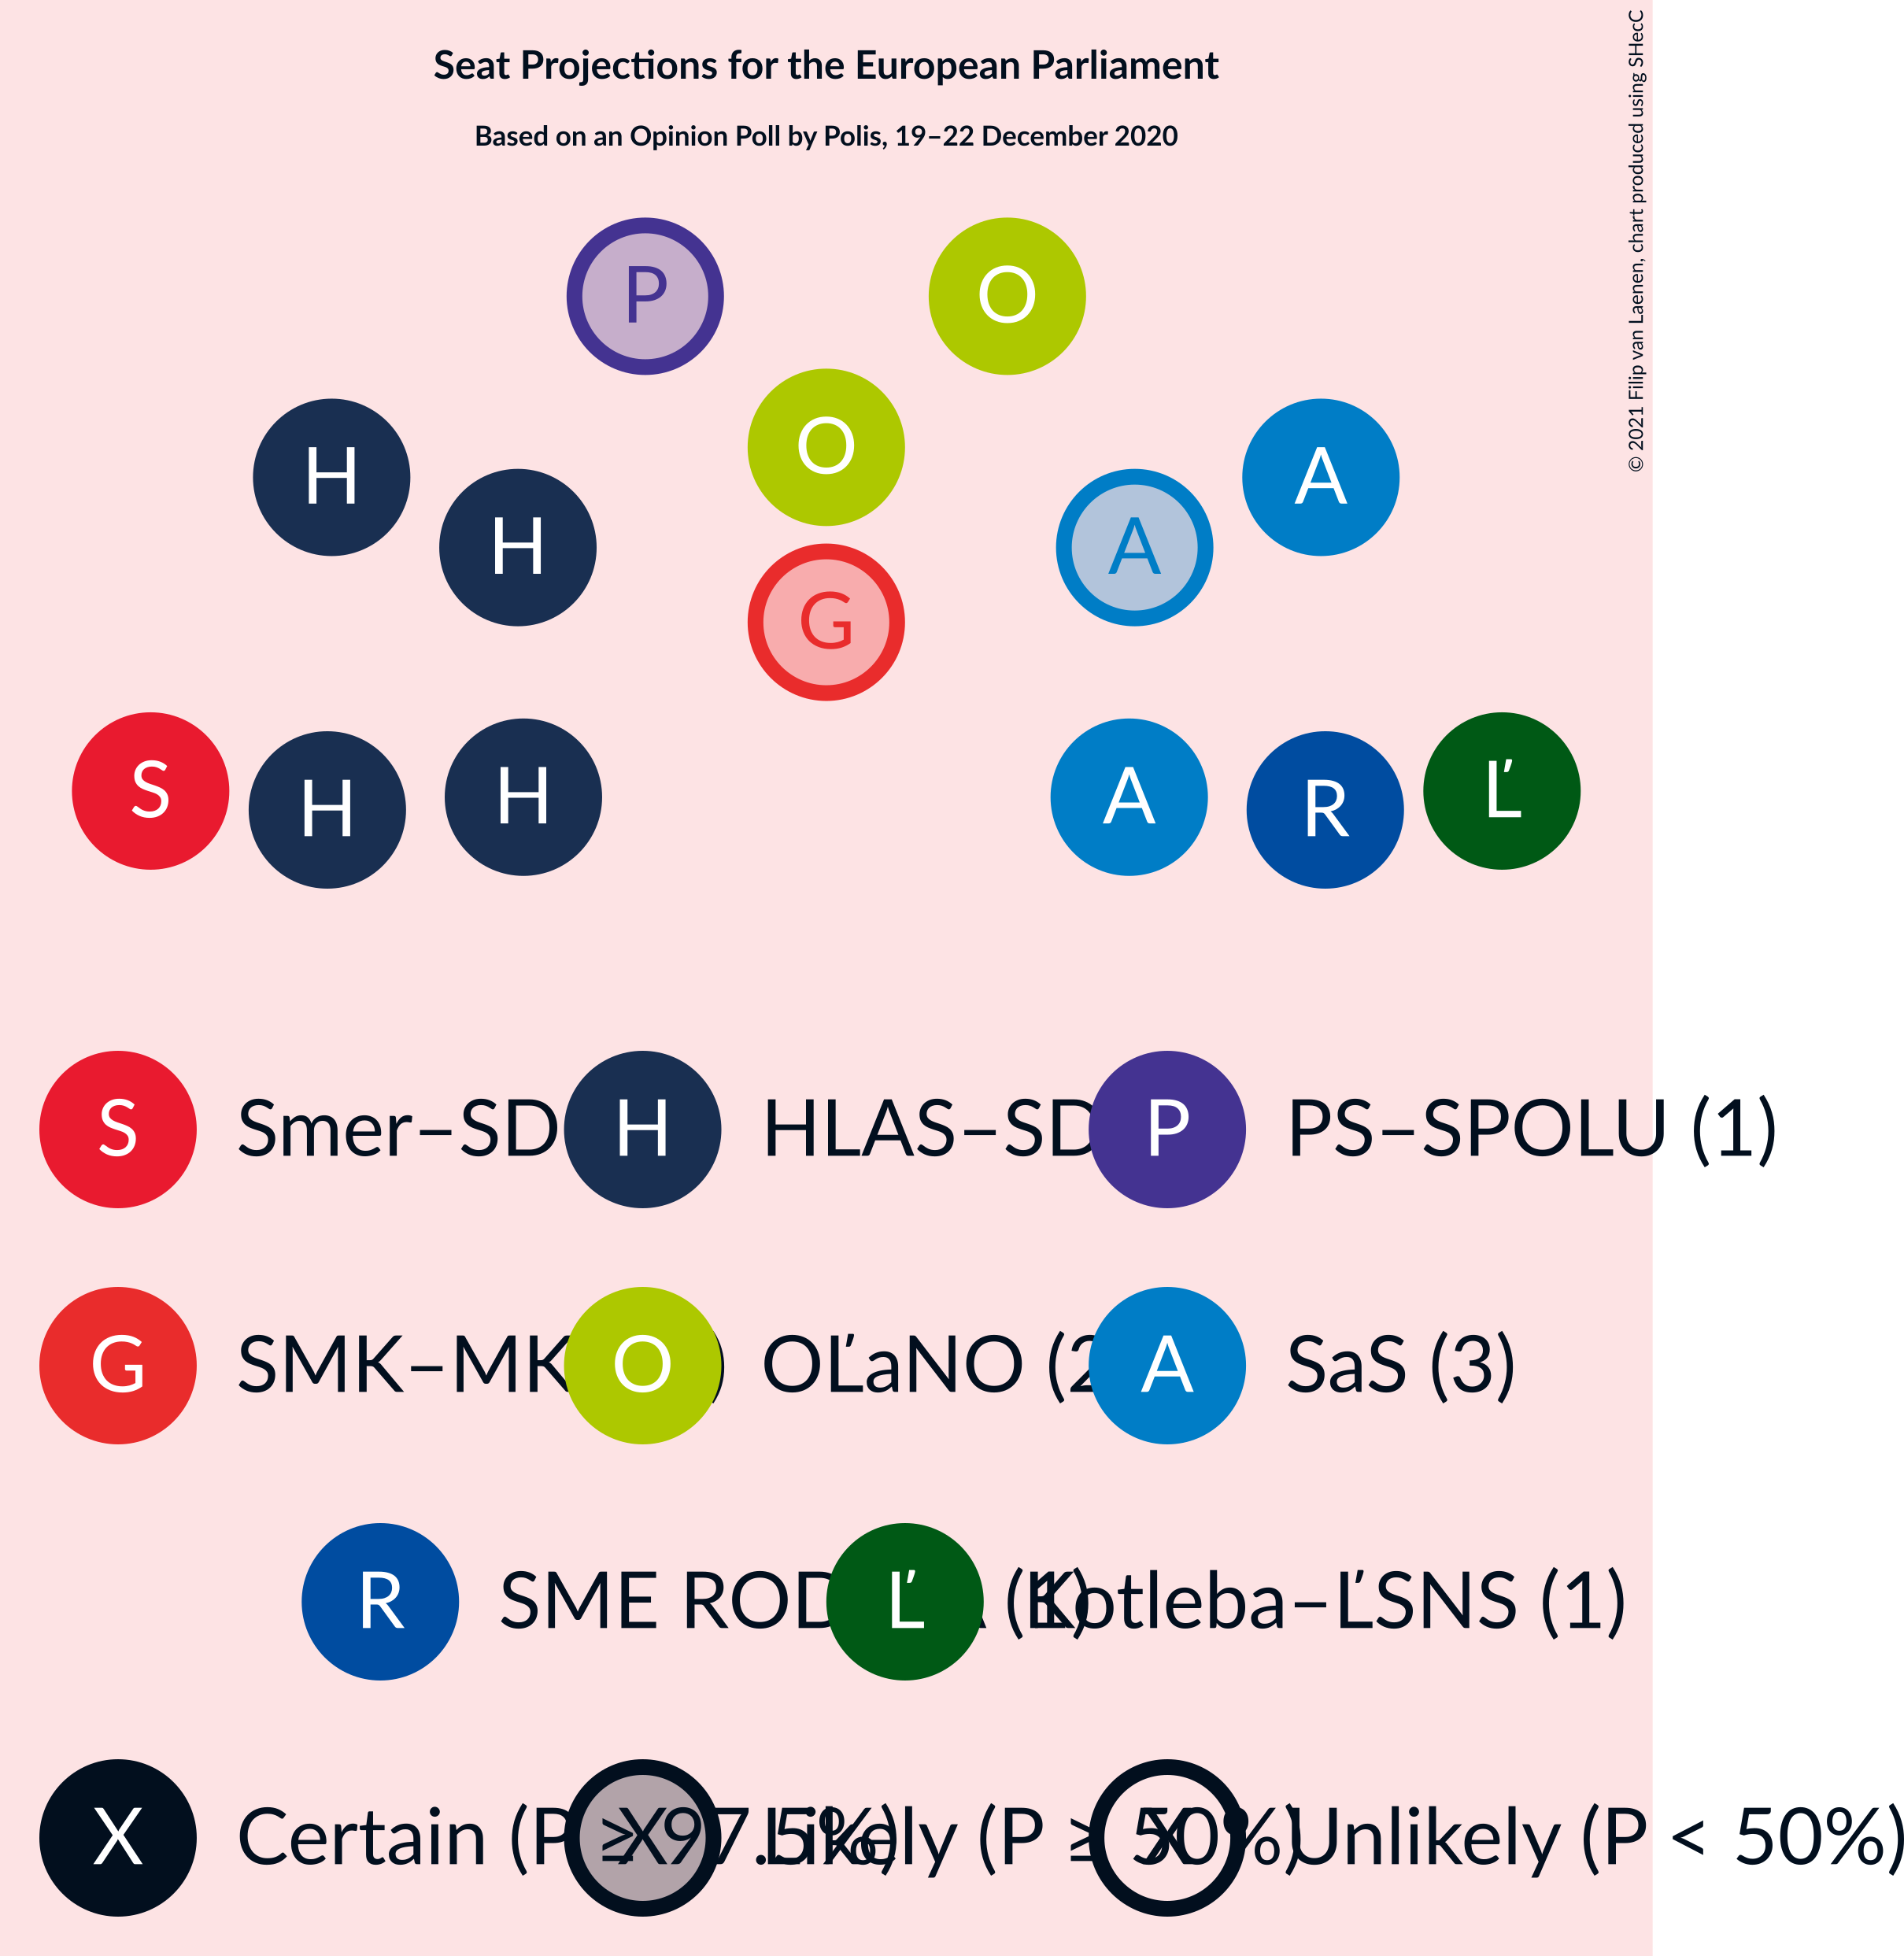 Seat Projections for the European Parliament
Based on an Opinion Poll by Polis, 19–22 December 2020
© 2021 Filip van Laenen, chart produced using SHecC
P O
O
H A
H A
G
S Ľ
H H A R
S Smer–SD H HLAS–SD P PS–SPOLU (1)
G SMK–MK O OĽaNO (2 A SaS (3)
R SME ROD Ľ (1) Kotleba–ĽSNS (1)
X Certain (P ≥ 97.5%) X Likely (P ≥ 50%) X Unlikely (P < 50%)